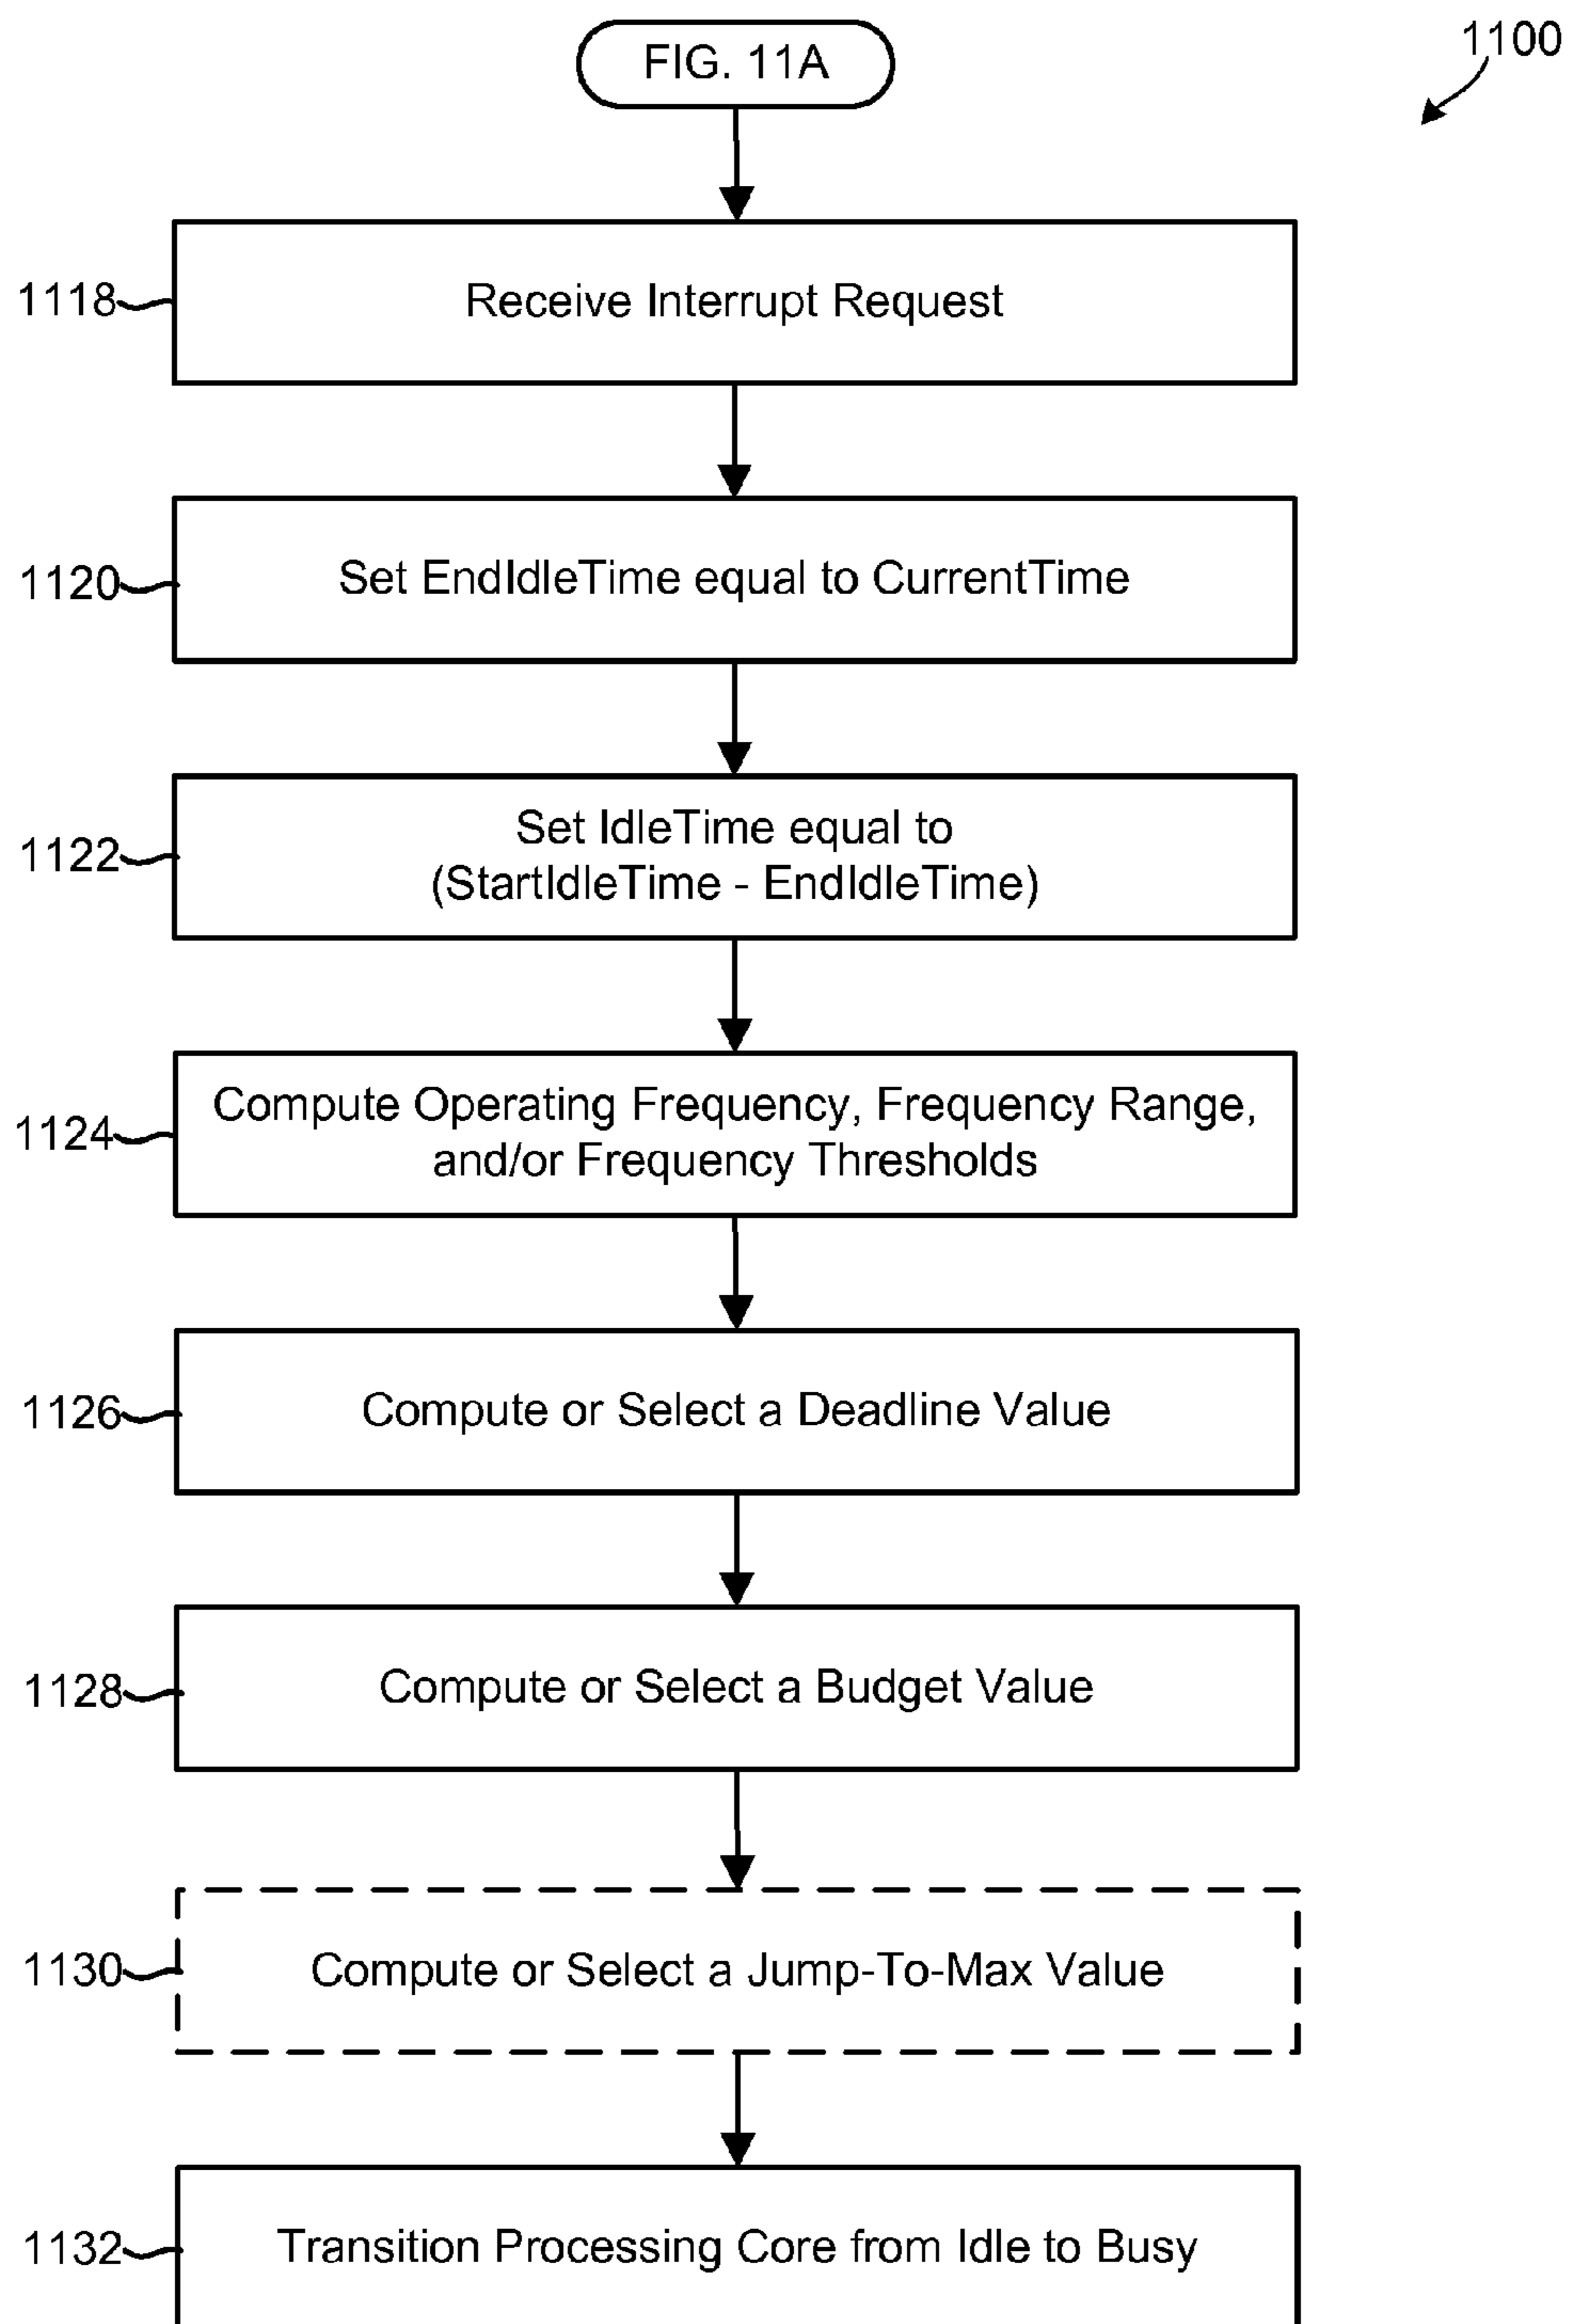 FIG. 11A
1100
1118
Receive Interrupt Request
1120
Set EndIdleTime equal to CurrentTime
1122
Set IdleTime equal to
(StartIdleTime - EndIdleTime)
1124
Compute Operating Frequency, Frequency Range,
and/or Frequency Thresholds
1126
Compute or Select a Deadline Value
1128
Compute or Select a Budget Value
1130
Compute or Select a Jump-To-Max Value
1132
Transition Processing Core from Idle to Busy